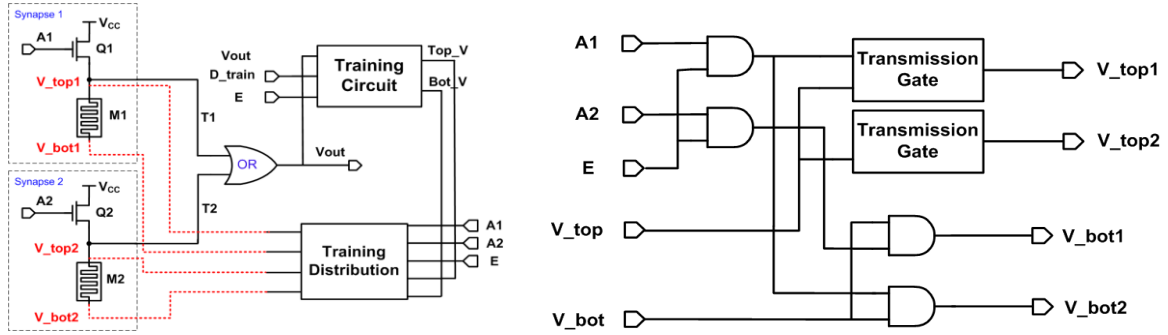 Synapse 1
V_CC
A1
Q1
V_top1
M1
V_bot1
T1
Synapse 2
V_CC
A2
Q2
V_top2
M2
V_bot2
T2
OR
Vout
Vout
D_train
E
Training
Circuit
Top_V
Bot_V
Training
Distribution
A1
A2
E
A1
A2
E
V_top
V_bot
Transmission
Gate
Transmission
Gate
V_top1
V_top2
V_bot1
V_bot2